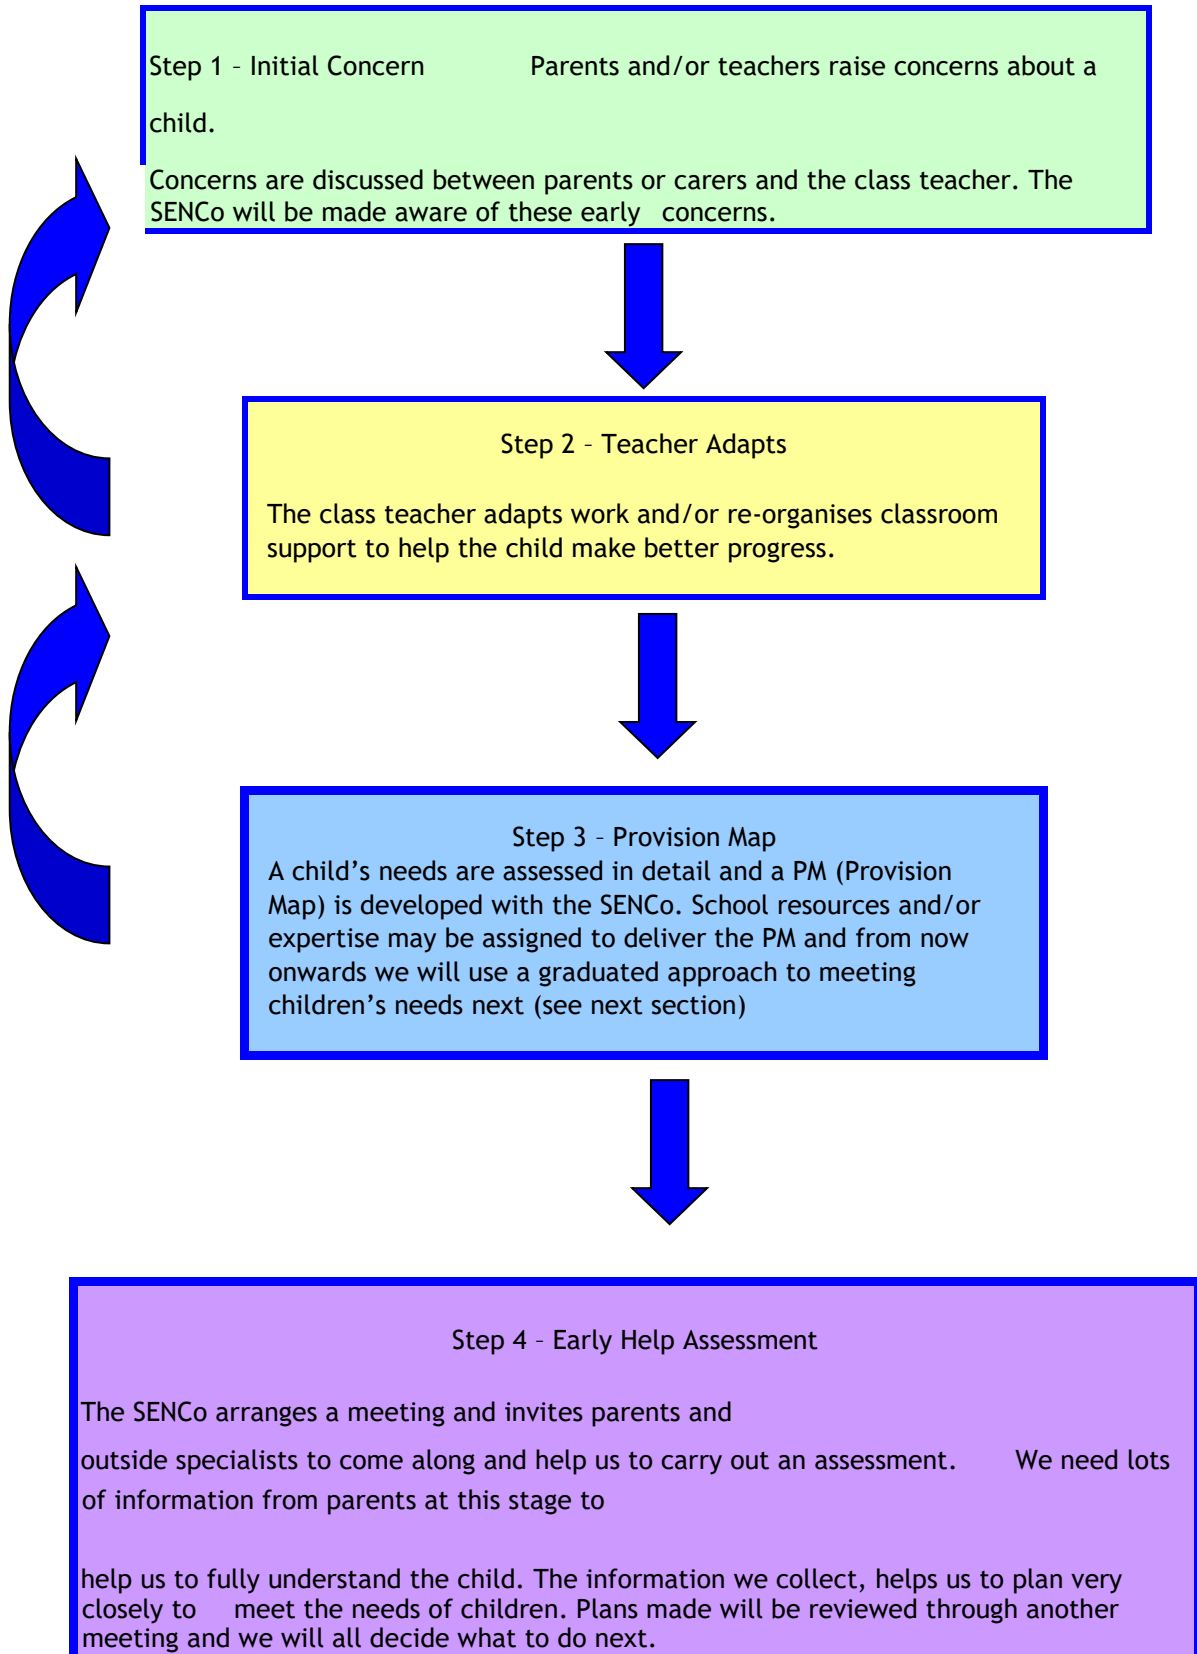 Step 1 – Initial Concern Parents and/or teachers raise concerns about a
child.
Concerns are discussed between parents or carers and the class teacher. The
SENCo will be made aware of these early concerns.
Step 2 – Teacher Adapts
The class teacher adapts work and/or re-organises classroom
support to help the child make better progress.
Step 3 – Provision Map
A child’s needs are assessed in detail and a PM (Provision
Map) is developed with the SENCo. School resources and/or
expertise may be assigned to deliver the PM and from now
onwards we will use a graduated approach to meeting
children’s needs next (see next section)
Step 4 – Early Help Assessment
The SENCo arranges a meeting and invites parents and
outside specialists to come along and help us to carry out an assessment. We need lots
of information from parents at this stage to
help us to fully understand the child. The information we collect, helps us to plan very
closely to meet the needs of children. Plans made will be reviewed through another
meeting and we will all decide what to do next.